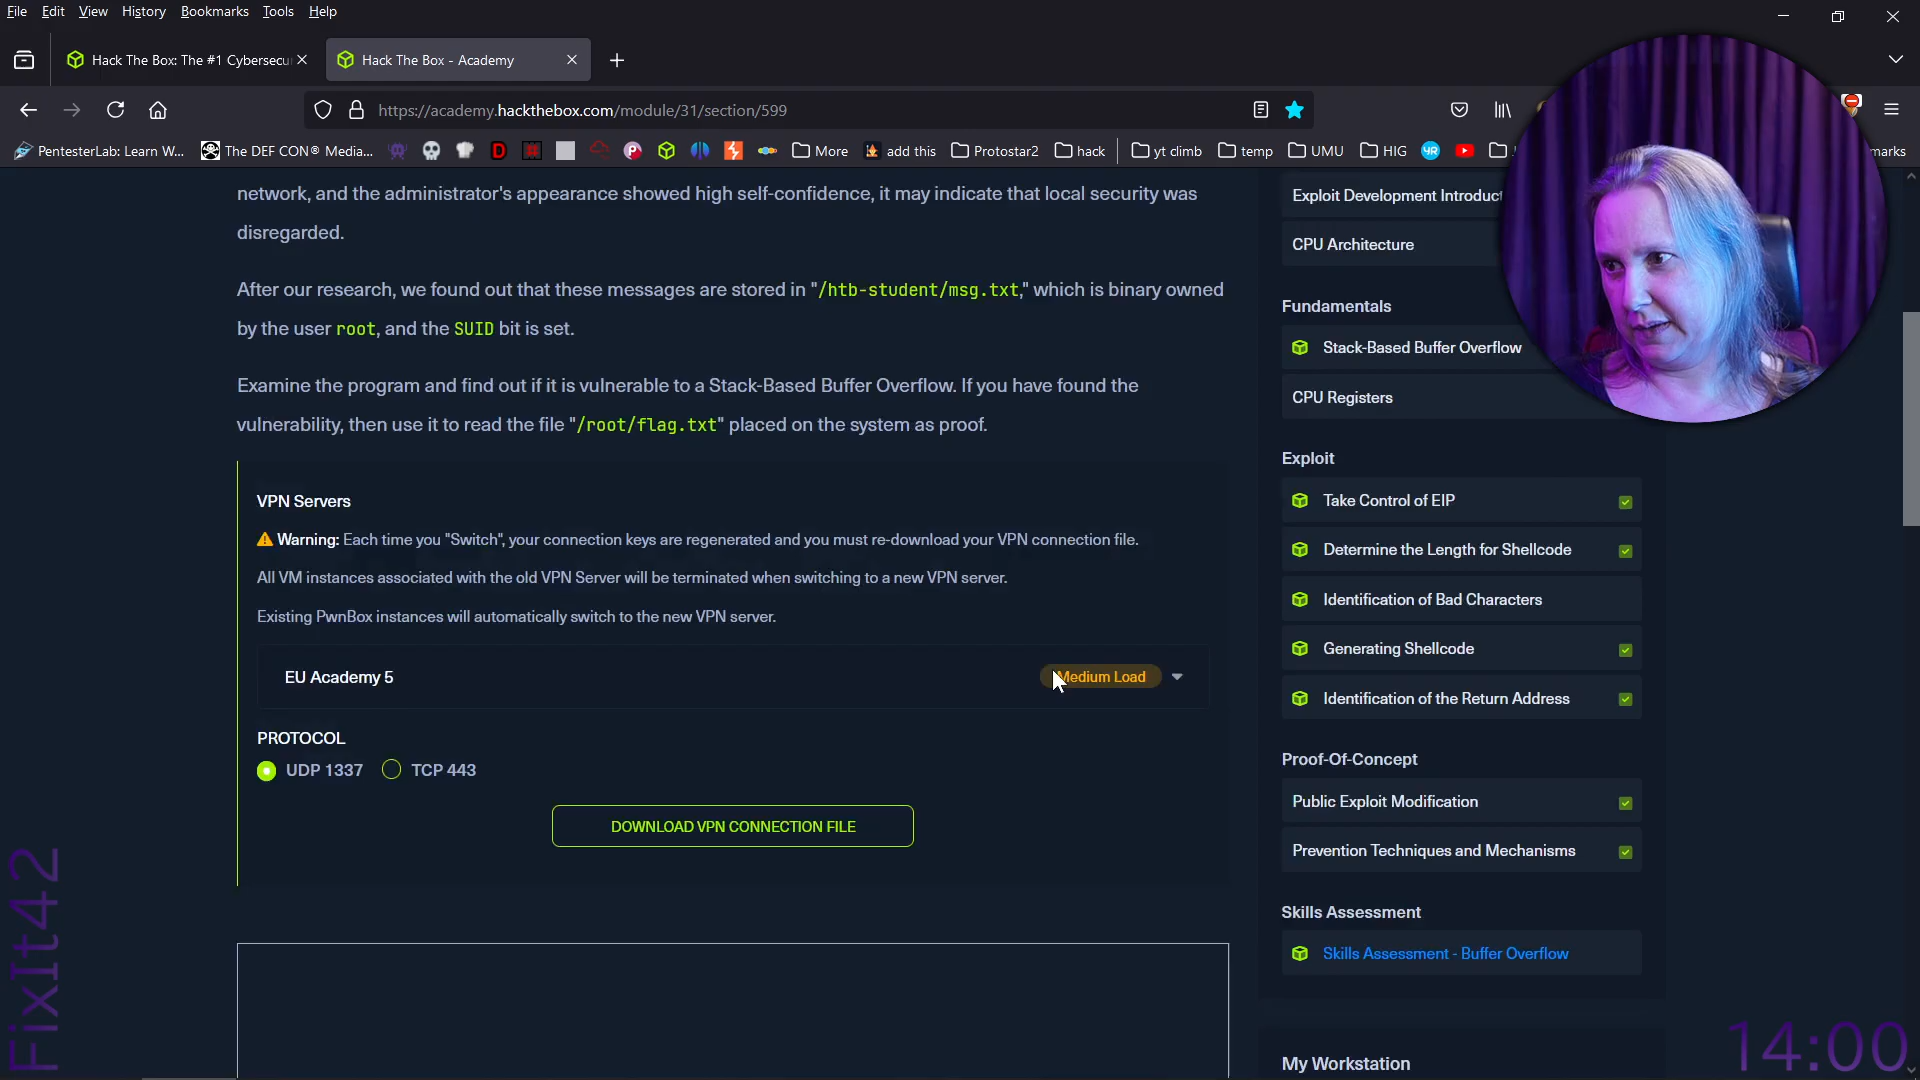 File Edit View History Bookmarks Tools Help
Hack The Box: The #1 Cybersecu
Hack The Box - Academy
https://academy.hackthebox.com/module/31/section/599
PentesterLab: Learn W...
The DEF CON® Media...
More
add this
Protostar2
hack
yt climb
temp
UMU
HIG
marks
network, and the administrator's appearance showed high self-confidence, it may indicate that local security was
disregarded.
After our research, we found out that these messages are stored in "/htb-student/msg.txt," which is binary owned
by the user root, and the SUID bit is set.
Examine the program and find out if it is vulnerable to a Stack-Based Buffer Overflow. If you have found the
vulnerability, then use it to read the file "/root/flag.txt" placed on the system as proof.
VPN Servers
Warning: Each time you "Switch", your connection keys are regenerated and you must re-download your VPN connection file.
All VM instances associated with the old VPN Server will be terminated when switching to a new VPN server.
Existing PwnBox instances will automatically switch to the new VPN server.
EU Academy 5
Medium Load
PROTOCOL
UDP 1337
TCP 443
DOWNLOAD VPN CONNECTION FILE
Exploit Development Introduct
CPU Architecture
Fundamentals
Stack-Based Buffer Overflow
CPU Registers
Exploit
Take Control of EIP
Determine the Length for Shellcode
Identification of Bad Characters
Generating Shellcode
Identification of the Return Address
Proof-Of-Concept
Public Exploit Modification
Prevention Techniques and Mechanisms
Skills Assessment
Skills Assessment - Buffer Overflow
My Workstation
FixIt42
14:00